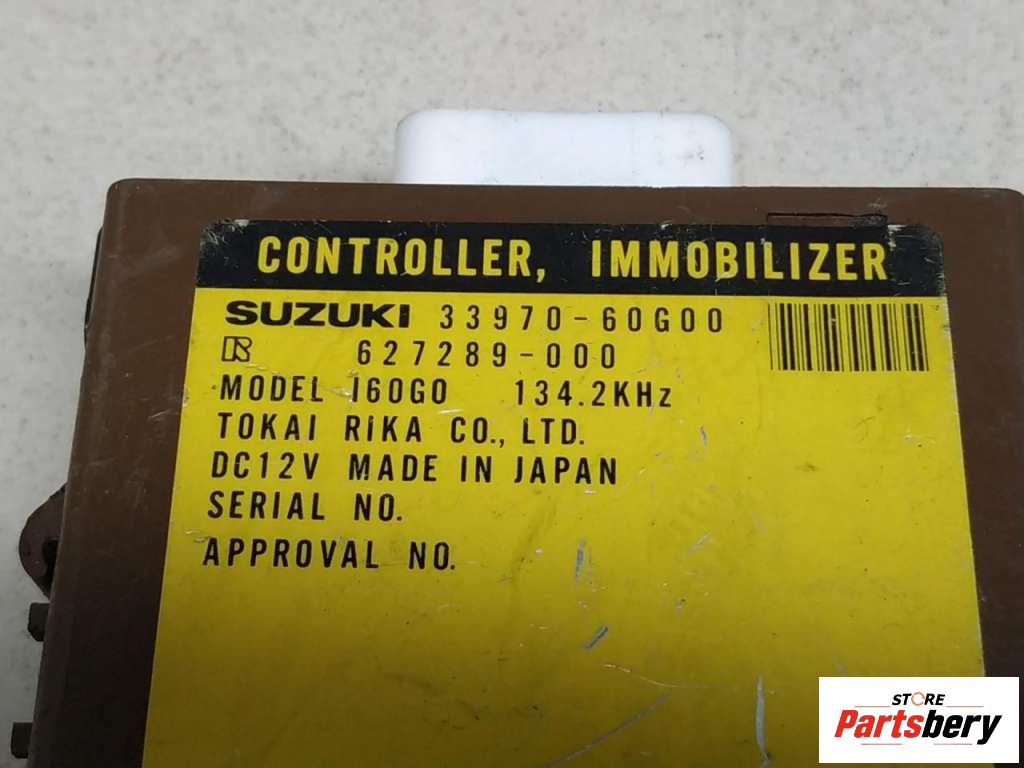 CONTROLLER, IMMOBILIZER
SUZUKI 33970-60G00
R 627289-000
MODEL I60G0 134.2KHz
TOKAI RIKA CO., LTD.
DC12V MADE IN JAPAN
SERIAL NO.
APPROVAL NO.
STORE
Partsbery